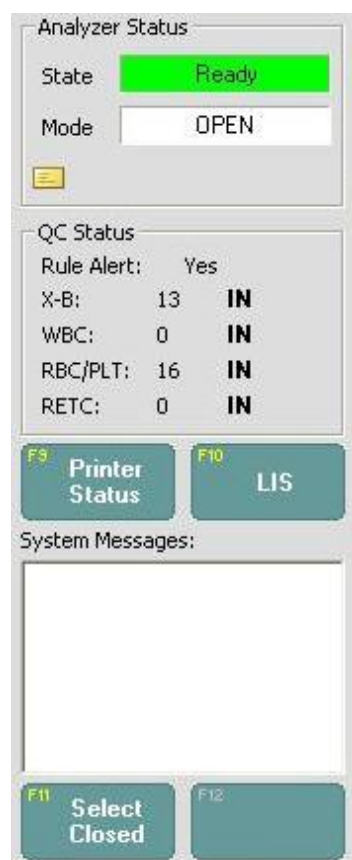 Analyzer Status
State Ready
Mode OPEN
QC Status
Rule Alert: Yes
X-B: 13 IN
WBC: 0 IN
RBC/PLT: 16 IN
RETC: 0 IN
F9 Printer Status
F10 LIS
System Messages:
F11 Select Closed
F12